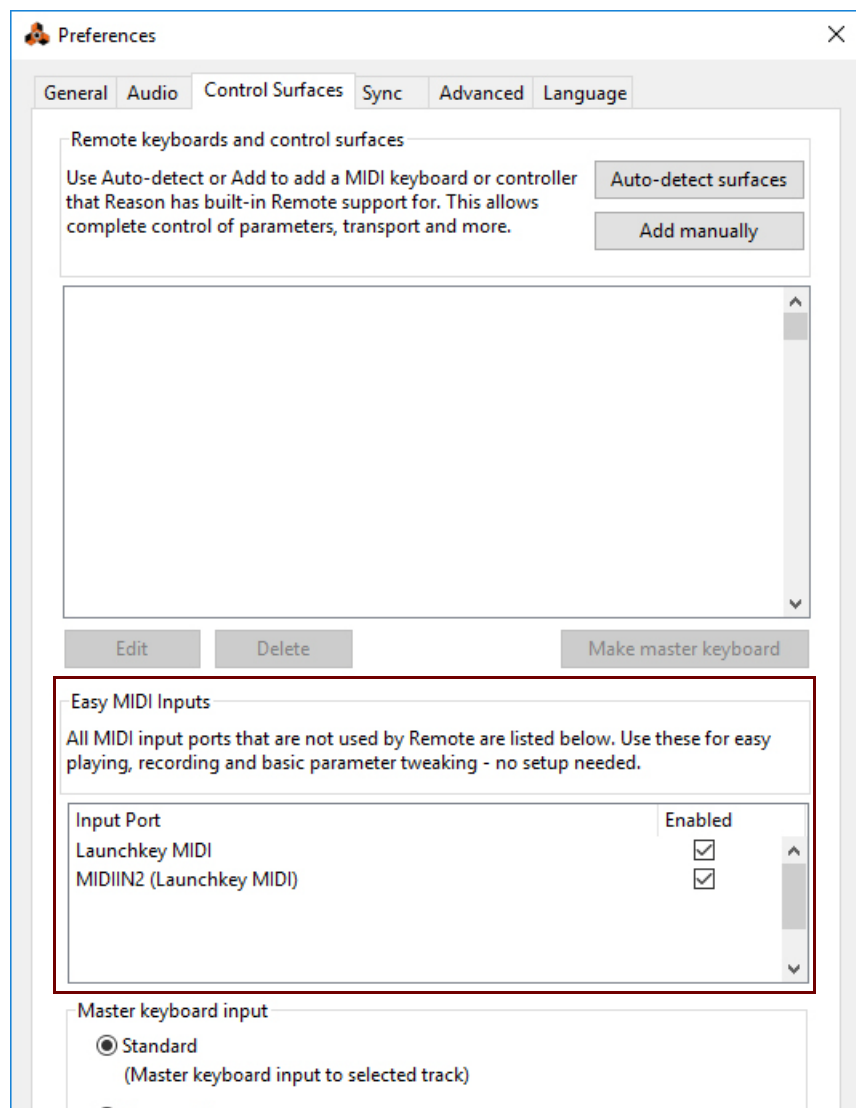 Preferences
General Audio Control Surfaces Sync Advanced Language
Remote keyboards and control surfaces
Use Auto-detect or Add to add a MIDI keyboard or controller
that Reason has built-in Remote support for. This allows
complete control of parameters, transport and more.
Auto-detect surfaces
Add manually
Edit Delete Make master keyboard
Easy MIDI Inputs
All MIDI input ports that are not used by Remote are listed below. Use these for easy
playing, recording and basic parameter tweaking - no setup needed.
Input Port Enabled
Launchkey MIDI
MIDIIN2 (Launchkey MIDI)
Master keyboard input
Standard
(Master keyboard input to selected track)